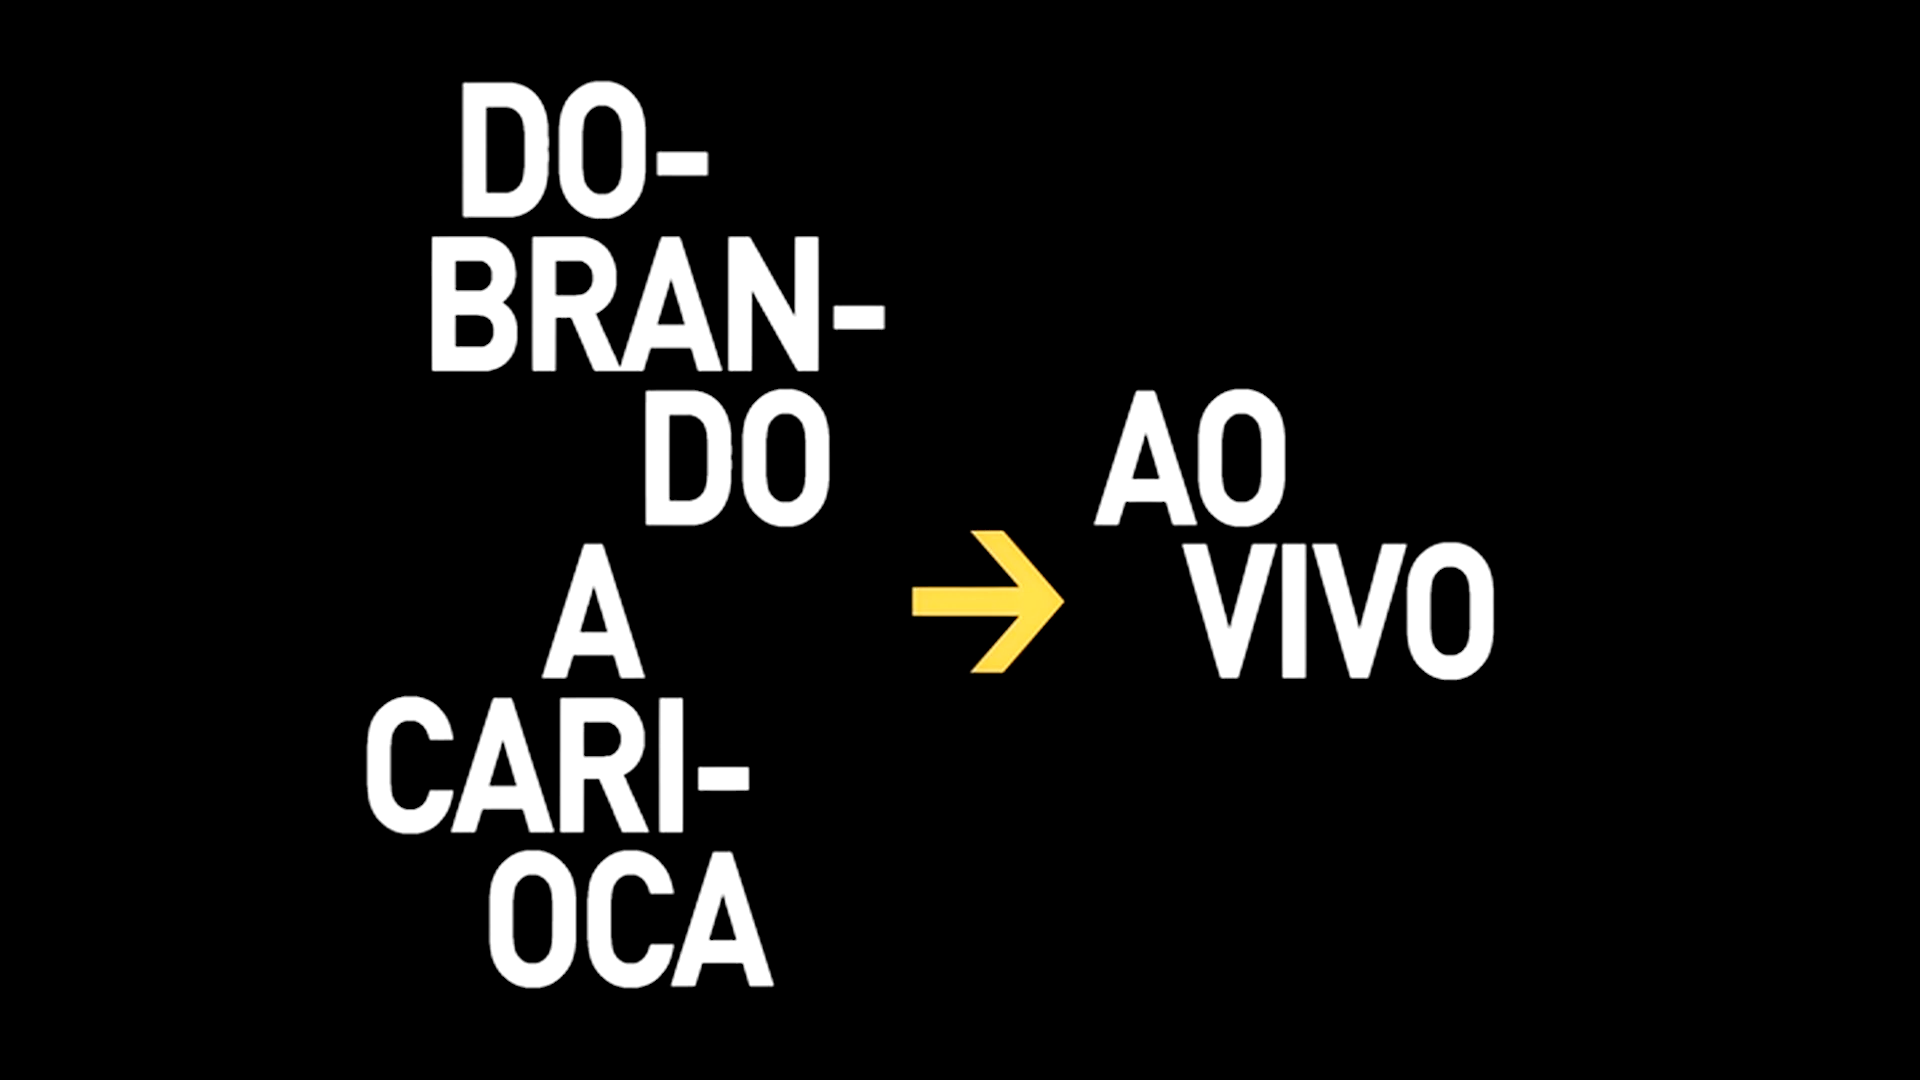 DO-
BRAN-
DO
A
CARI-
OCA
AO
VIVO